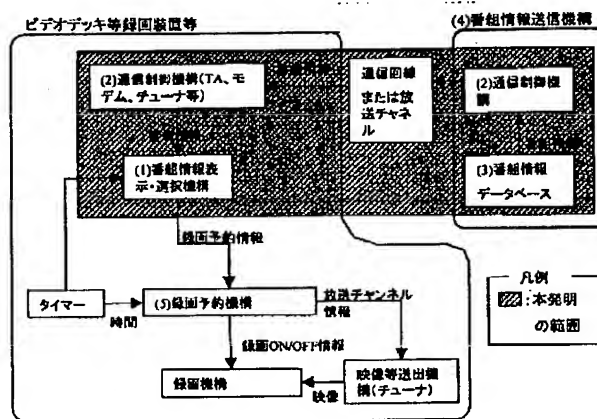 ビデオデッキ等録画装置等
(4)番組情報送信機構
(2)通信制御機構(TA、モ
デム、チューナ等)
通信回線
または放
送チャネ
ル
(2)通信制御機
構
(1)番組情報表
示・選択機構
(3)番組情報
データベース
録画予約情報
タイマー
時間
(5)録画予約機構
放送チャンネル
情報
凡例
:本発明
の範囲
録画ON/OFF情報
録画機構
映像
映像等送出機
構(チューナ)